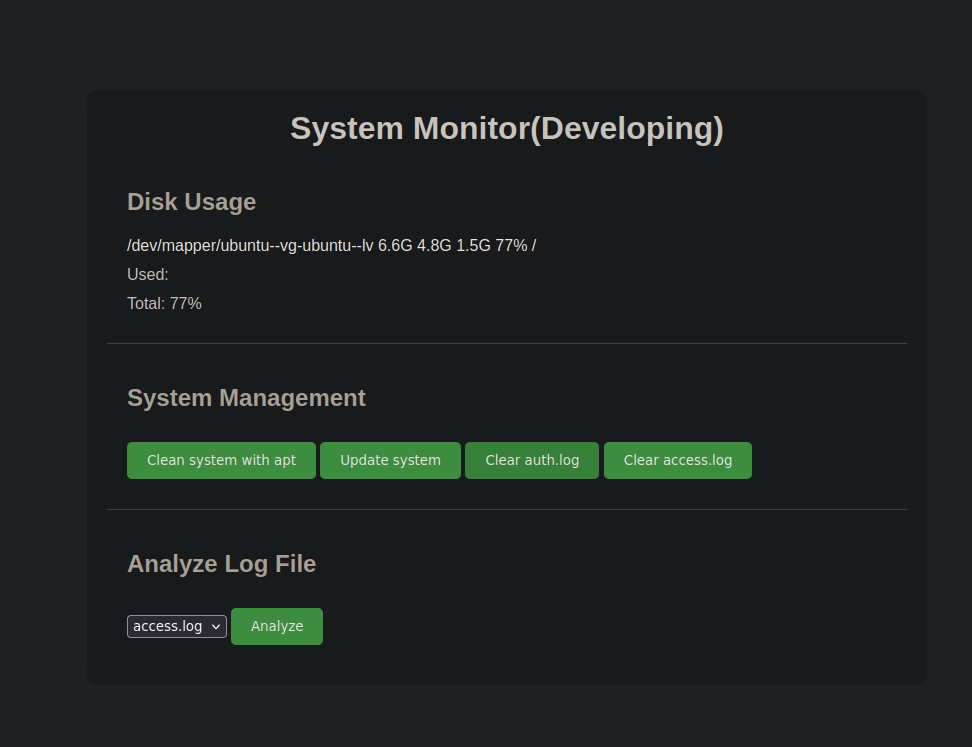 System Monitor(Developing)
Disk Usage
/dev/mapper/ubuntu--vg-ubuntu--lv 6.6G 4.8G 1.5G 77% /
Used:
Total: 77%
System Management
Clean system with apt Update system Clear auth.log Clear access.log
Analyze Log File
access.log Analyze